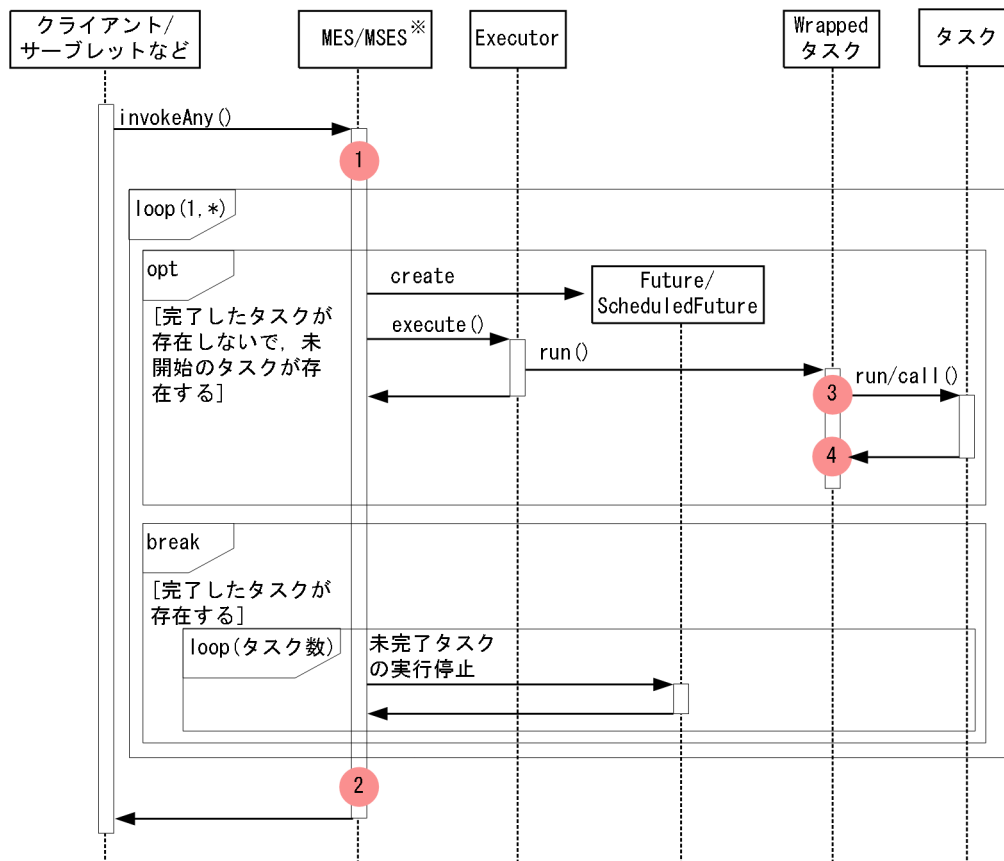 クライアント/
サーブレットなど
MES/MSES※
Executor
Wrapped
タスク
タスク
invokeAny()
1
loop(1,*)
opt
create
Future/
ScheduledFuture
[完了したタスクが
存在しないで，未
開始のタスクが存
在する]
execute()
run()
3
run/call()
4
break
[完了したタスクが
存在する]
loop(タスク数)
未完了タスク
の実行停止
2